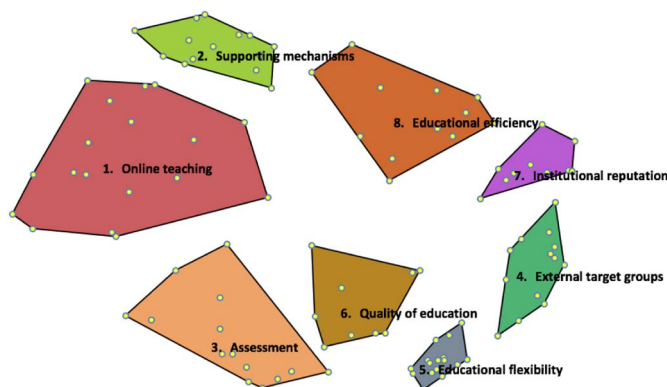 2. Supporting mechanisms
8. Educational efficiency
1. Online teaching
7. Institutional reputation
4. External target groups
6. Quality of education
3. Assessment
5. Educational flexibility